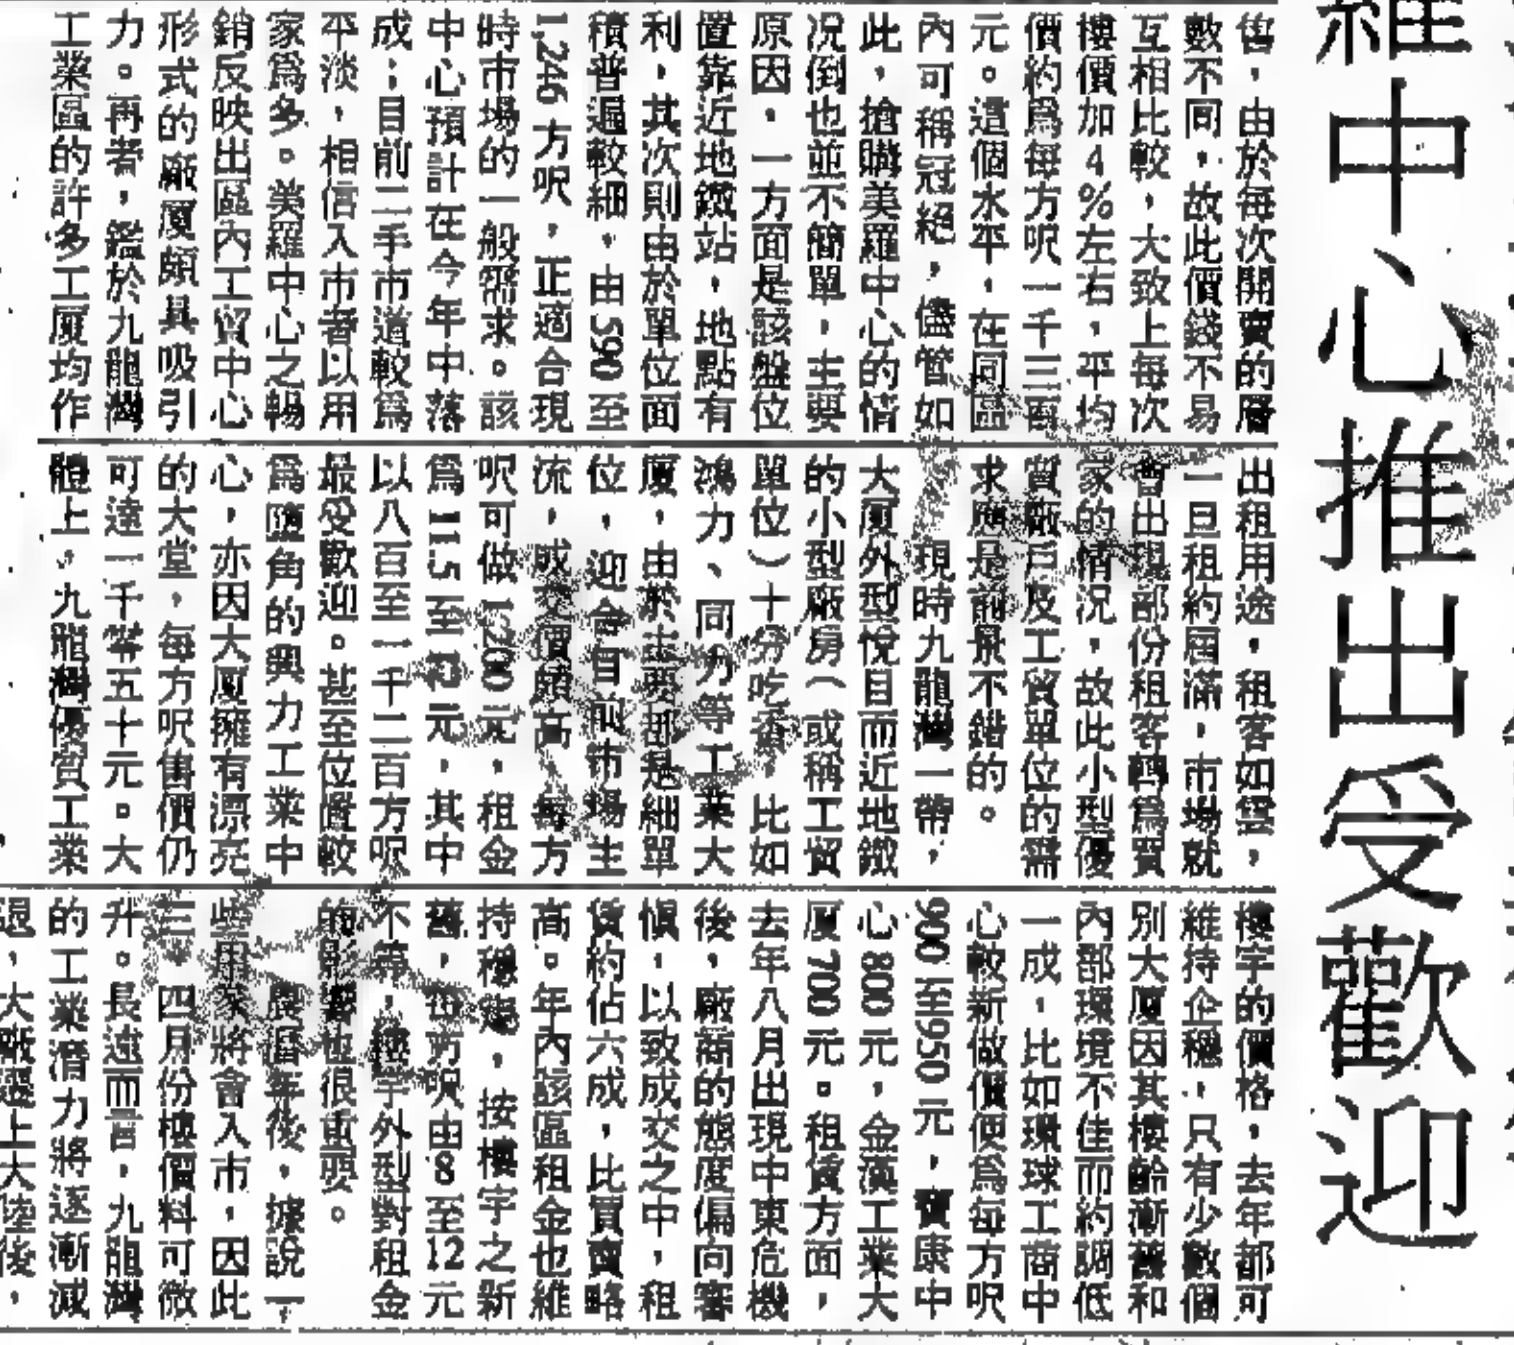 羅中心推出受歡迎
售，由於每次開賣的層
數不同，故此價錢不易
互相比較，大致上每次
樓價加4%左右，平均
價約爲每方呎一千三百
元。這個水平，在同區
內可稱冠絕，儘管如
此，搶購美羅中心的情
況倒也並不簡單，主要
原因，一方面是該盤位
置靠近地鐵站，地點有
利，其次則由於單位面
積普遍較細，由590至
1,246方呎，正適合現
時市場的一般需求。該
中心預計在今年中落
成；目前二手市道較爲
平淡，相信入市者以用
家爲多。美羅中心之暢
銷反映出區內工貿中心
形式的廠厦頗具吸引
力。再者，鑑於九龍灣
工業區的許多工厦均作
出租用途，租客如雲，
一旦租約屆滿，市場就
會出現部份租客轉爲買
家的情況，故此小型優
質廠戶及工貿單位的需
求應是前景不錯的。
現時九龍灣一帶，
大厦外型悅目而近地鐵
的小型廠房（或稱工貿
單位）十分吃香，比如
鴻力、同力等工業大
厦，由於主要都是細單
位，迎合目前市場主
流，成交價頗高，每方
呎可做1200元，租金
爲11.5至12元，其中
以八百至一千二百方呎
最受歡迎。甚至位置較
爲隅角的興力工業中
心，亦因大厦擁有漂亮
的大堂，每方呎售價仍
可達一千零五十元。大
體上，九龍灣優質工業
樓宇的價格，去年都可
維持企穩，只有少數個
別大厦因其樓齡漸舊和
內部環境不佳而約調低
一成，比如環球工商中
心較新做價便爲每方呎
900至950元，寶康中
心800元，金漢工業大
厦700元。租賃方面，
去年八月出現中東危機
後，廠商的態度偏向審
慎，以致成交之中，租
賃約佔六成，比買賣略
高。年內該區租金也維
持穩定，按樓宇之新
舊，每方呎由8至12元
不等，樓宇外型對租金
的影響也很重要。
農曆年後，據說一
些用家將會入市，因此
三、四月份樓價料可微
升。長遠而言，九龍灣
的工業潛力將逐漸減
退，大廠遷上大陸後，